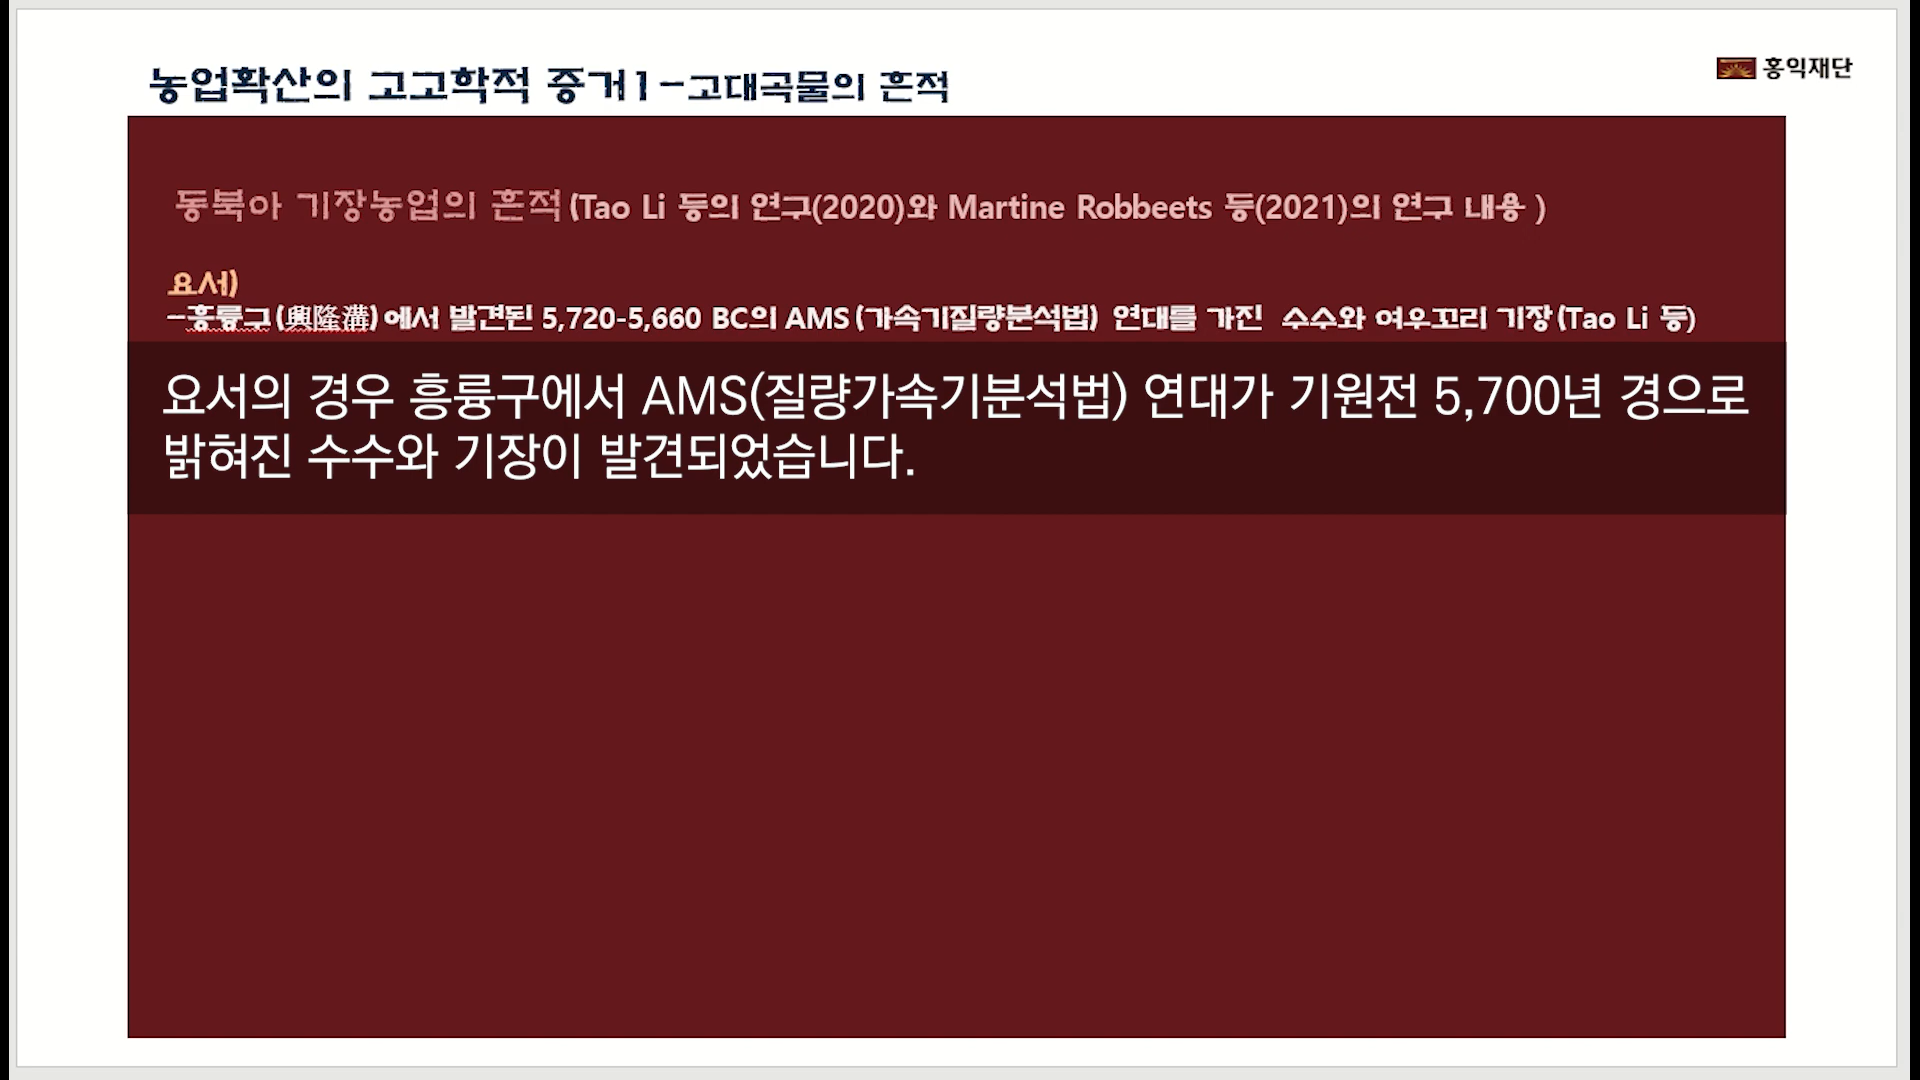 농업확산의 고고학적 증거1-고대곡물의 흔적
홍익재단
동북아 기장농업의 흔적(Tao Li 등의 연구(2020)와 Martine Robbeets 등(2021)의 연구 내용 )
요서)
-흥륭구(興隆溝)에서 발견된 5,720-5,660 BC의 AMS(가속기질량분석법) 연대를 가진 수수와 여우꼬리 기장(Tao Li 등)
요서의 경우 흥륭구에서 AMS(질량가속기분석법) 연대가 기원전 5,700년 경으로
밝혀진 수수와 기장이 발견되었습니다.